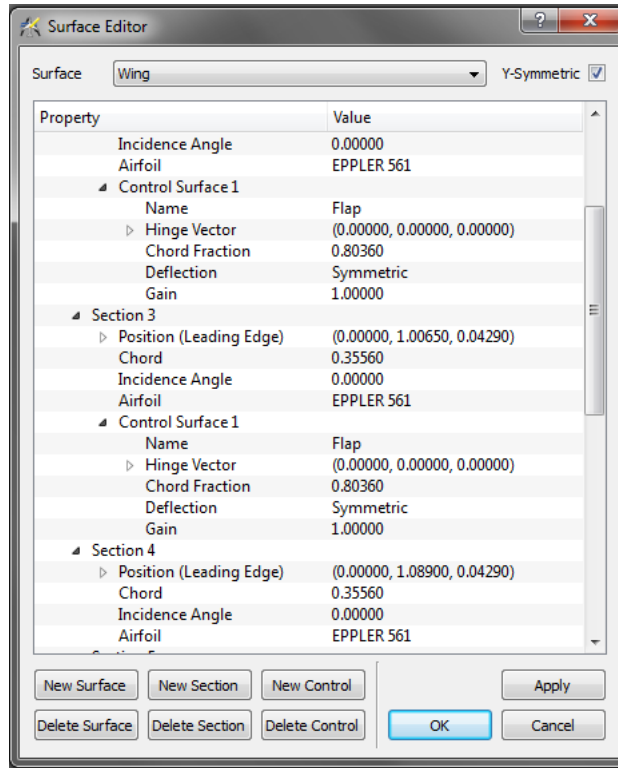 Surface Editor
Surface Wing Y-Symmetric
Property Value
Incidence Angle 0.00000
Airfoil EPPLER 561
Control Surface 1
Name Flap
Hinge Vector (0.00000, 0.00000, 0.00000)
Chord Fraction 0.80360
Deflection Symmetric
Gain 1.00000
Section 3
Position (Leading Edge) (0.00000, 1.00650, 0.04290)
Chord 0.35560
Incidence Angle 0.00000
Airfoil EPPLER 561
Control Surface 1
Name Flap
Hinge Vector (0.00000, 0.00000, 0.00000)
Chord Fraction 0.80360
Deflection Symmetric
Gain 1.00000
Section 4
Position (Leading Edge) (0.00000, 1.08900, 0.04290)
Chord 0.35560
Incidence Angle 0.00000
Airfoil EPPLER 561
New Surface New Section New Control Apply
Delete Surface Delete Section Delete Control OK Cancel